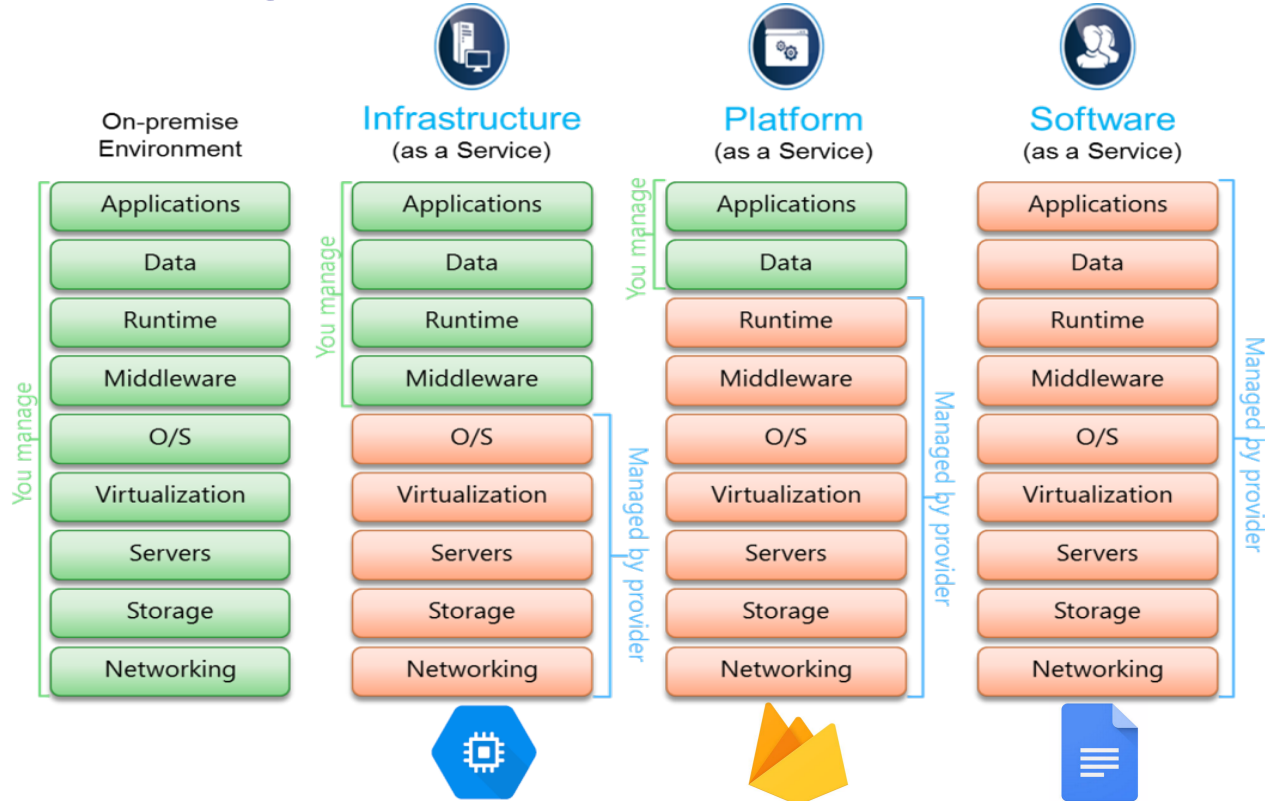 On-premise
Environment
You manage
Applications
Data
Runtime
Middleware
O/S
Virtualization
Servers
Storage
Networking
Infrastructure
(as a Service)
You manage
Applications
Data
Runtime
Middleware
O/S
Virtualization
Servers
Storage
Networking
Managed by provider
Platform
(as a Service)
You manage
Applications
Data
Runtime
Middleware
O/S
Virtualization
Servers
Storage
Networking
Managed by provider
Software
(as a Service)
Applications
Data
Runtime
Middleware
O/S
Virtualization
Servers
Storage
Networking
Managed by provider